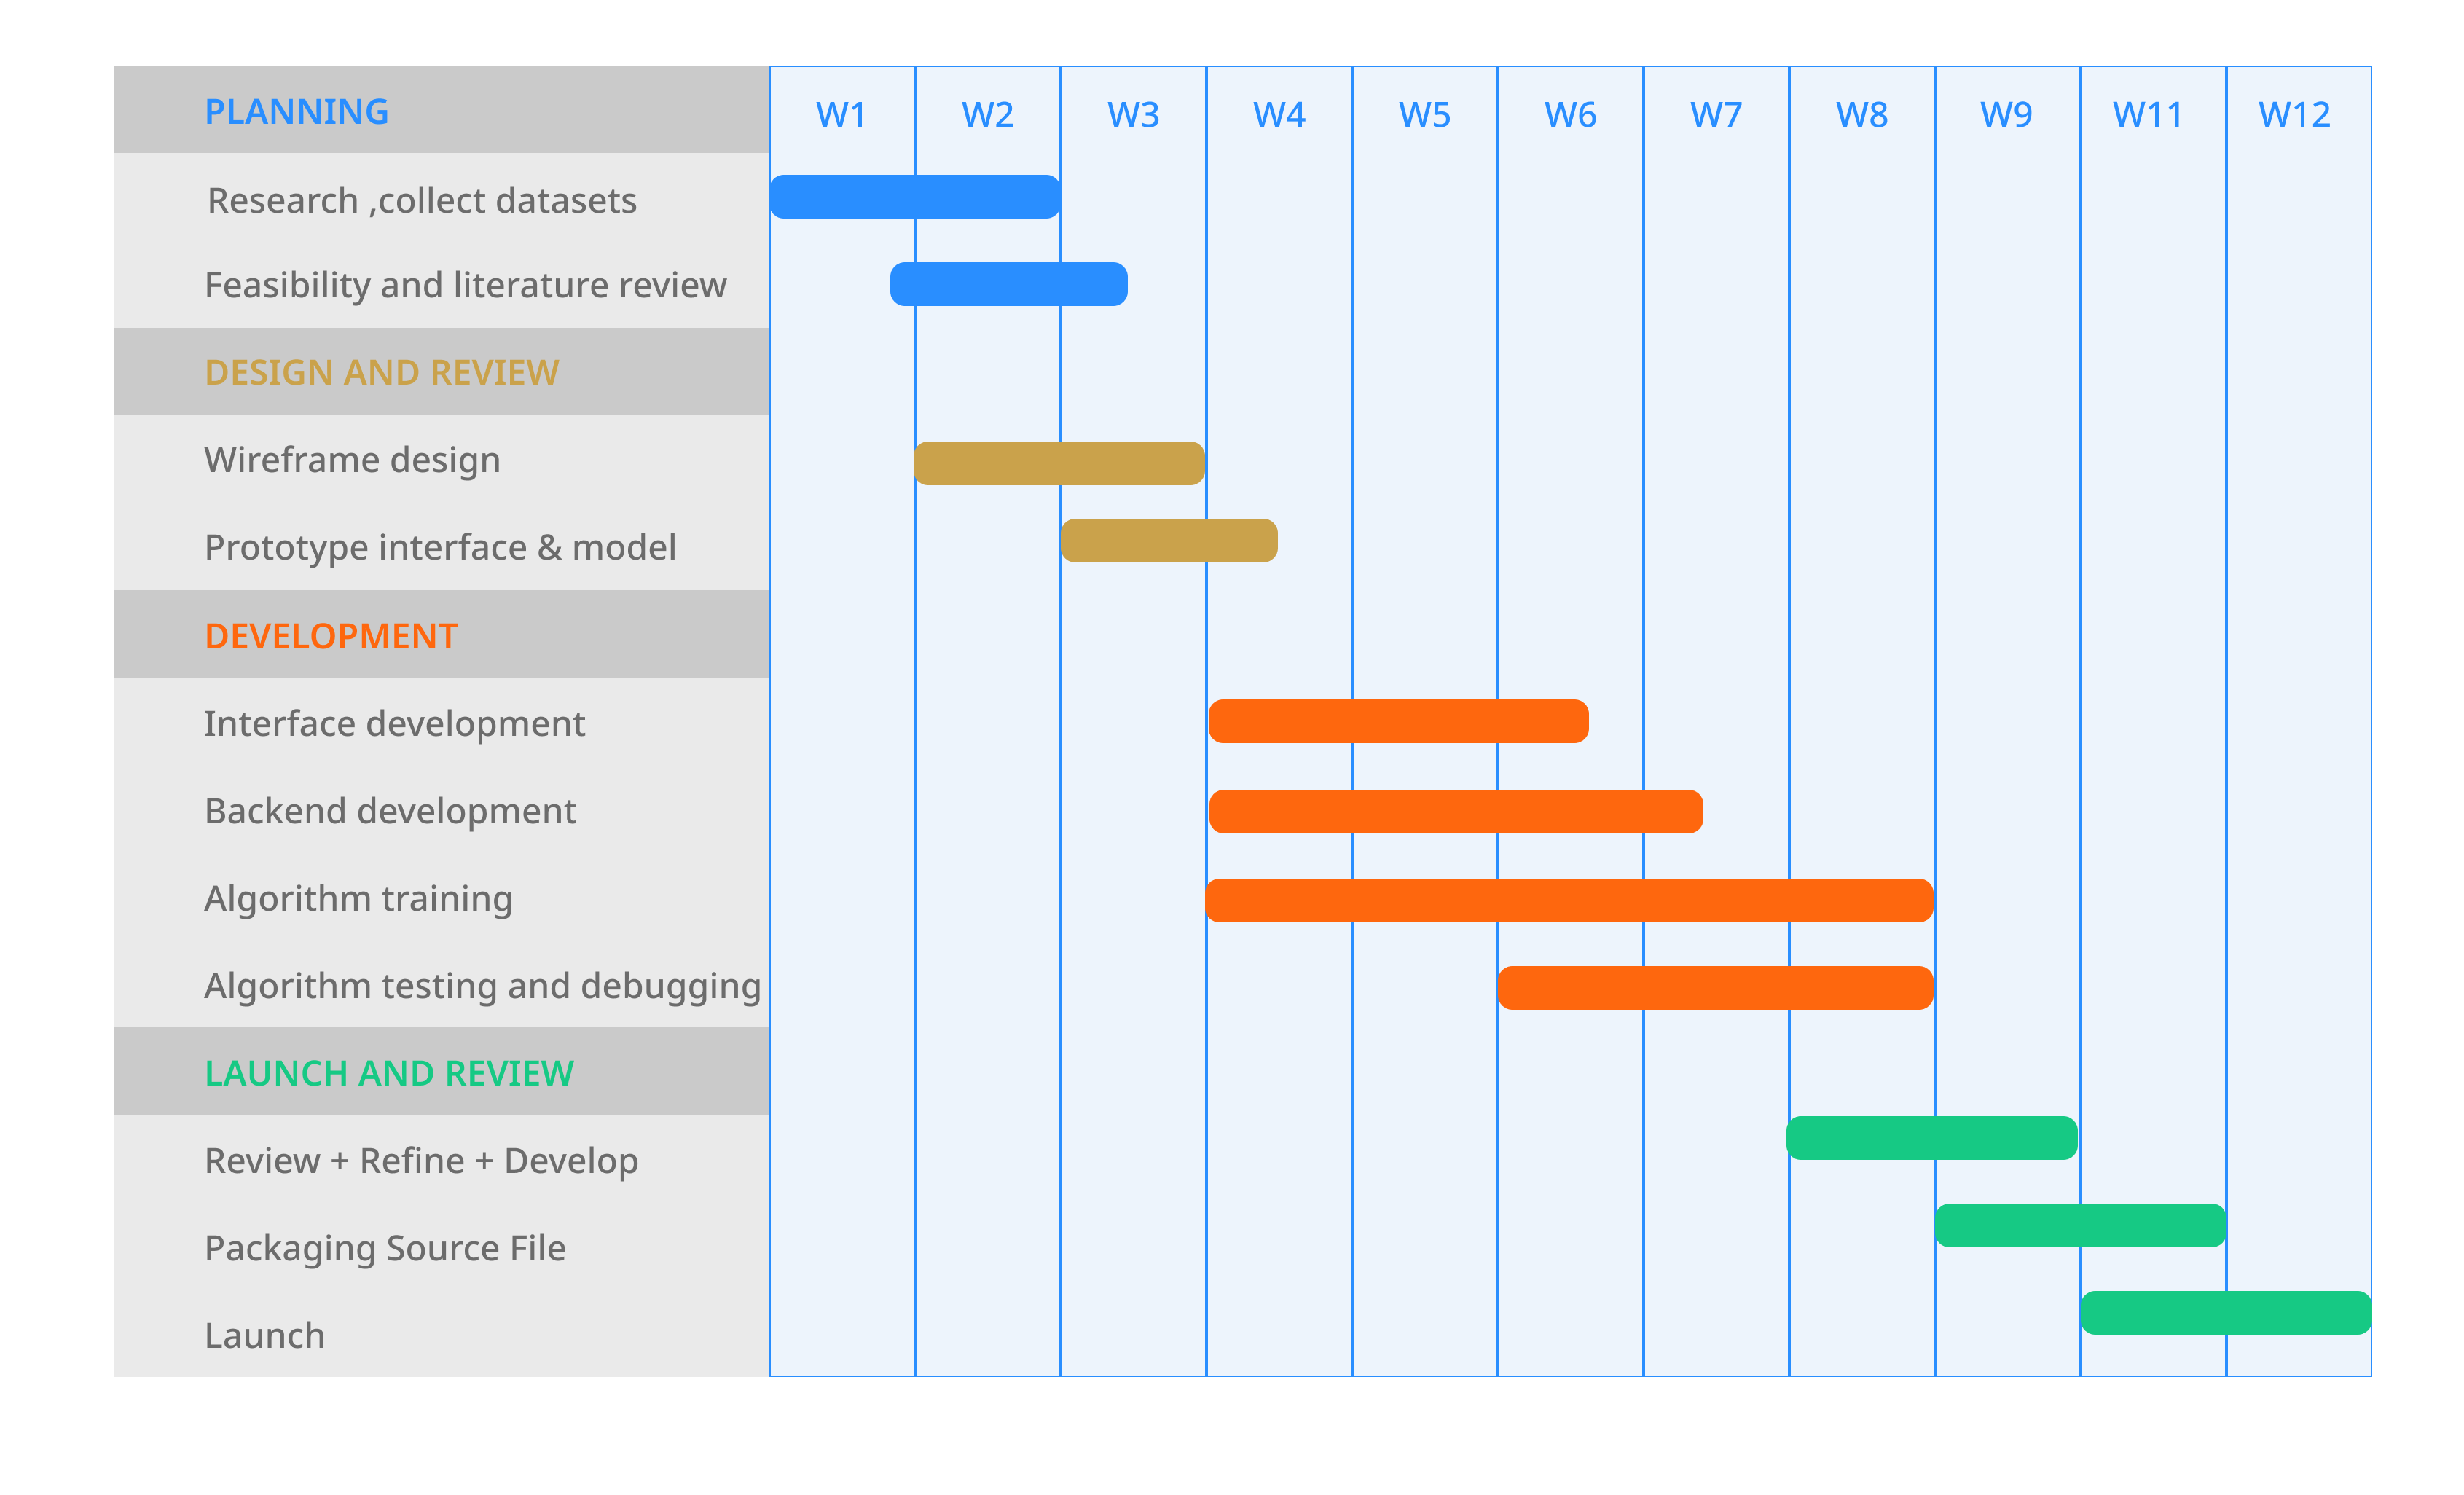 PLANNING
W1 W2 W3 W4 W5 W6 W7 W8 W9 W11 W12
Research ,collect datasets
Feasibility and literature review
DESIGN AND REVIEW
Wireframe design
Prototype interface & model
DEVELOPMENT
Interface development
Backend development
Algorithm training
Algorithm testing and debugging
LAUNCH AND REVIEW
Review + Refine + Develop
Packaging Source File
Launch